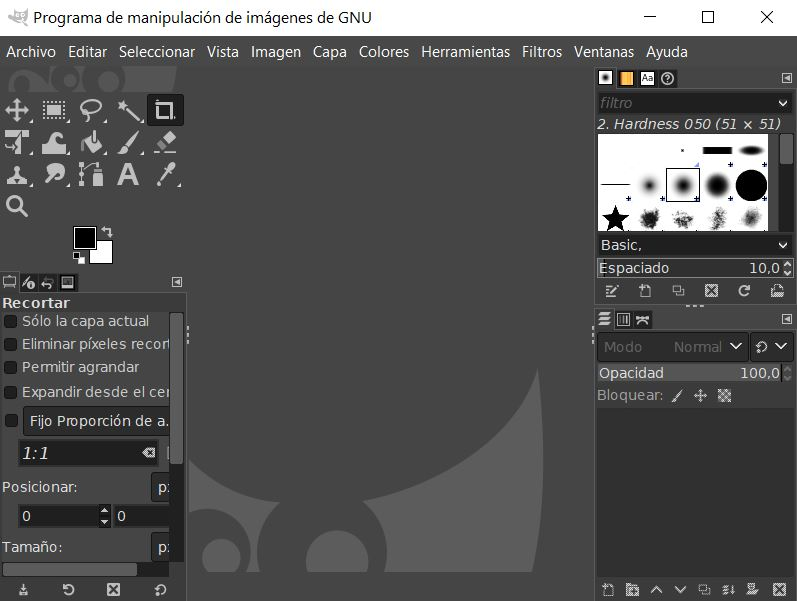 Programa de manipulación de imágenes de GNU
Archivo Editar Seleccionar Vista Imagen Capa Colores Herramientas Filtros Ventanas Ayuda
Aa
filtro
2. Hardness 050 (51 × 51)
Basic,
Espaciado 10,0
Recortar
Sólo la capa actual
Eliminar píxeles recort
Permitir agrandar
Expandir desde el cen
Fijo Proporción de a.
1:1
Posicionar: px
0 0
Tamaño: px
Modo Normal
Opacidad 100,0
Bloquear: